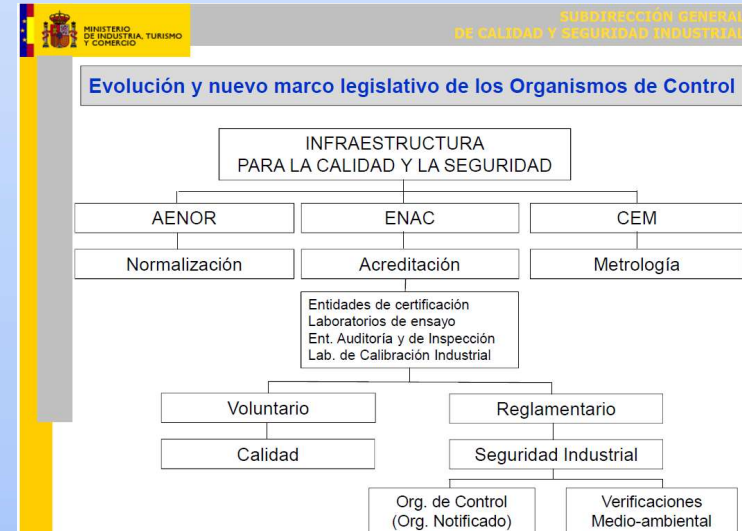 MINISTERIO
DE INDUSTRIA, TURISMO
Y COMERCIO
SUBDIRECCIÓN GENERAL
DE CALIDAD Y SEGURIDAD INDUSTRIAL
Evolución y nuevo marco legislativo de los Organismos de Control
INFRAESTRUCTURA
PARA LA CALIDAD Y LA SEGURIDAD
AENOR
ENAC
CEM
Normalización
Acreditación
Metrología
Entidades de certificación
Laboratorios de ensayo
Ent. Auditoría y de Inspección
Lab. de Calibración Industrial
Voluntario
Reglamentario
Calidad
Seguridad Industrial
Org. de Control
(Org. Notificado)
Verificaciones
Medio-ambiental